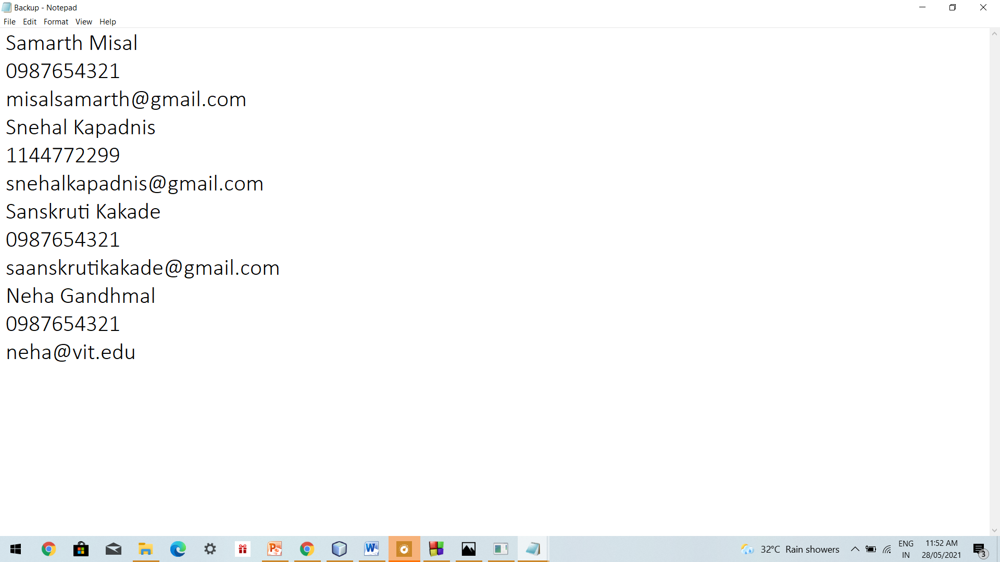 Backup - Notepad
File Edit Format View Help
Samarth Misal
0987654321
misalsamarth@gmail.com
Snehal Kapadnis
1144772299
snehalkapadnis@gmail.com
Sanskruti Kakade
0987654321
saanskrutikakade@gmail.com
Neha Gandhmal
0987654321
neha@vit.edu
32°C Rain showers
ENG
IN
11:52 AM
28/05/2021
3